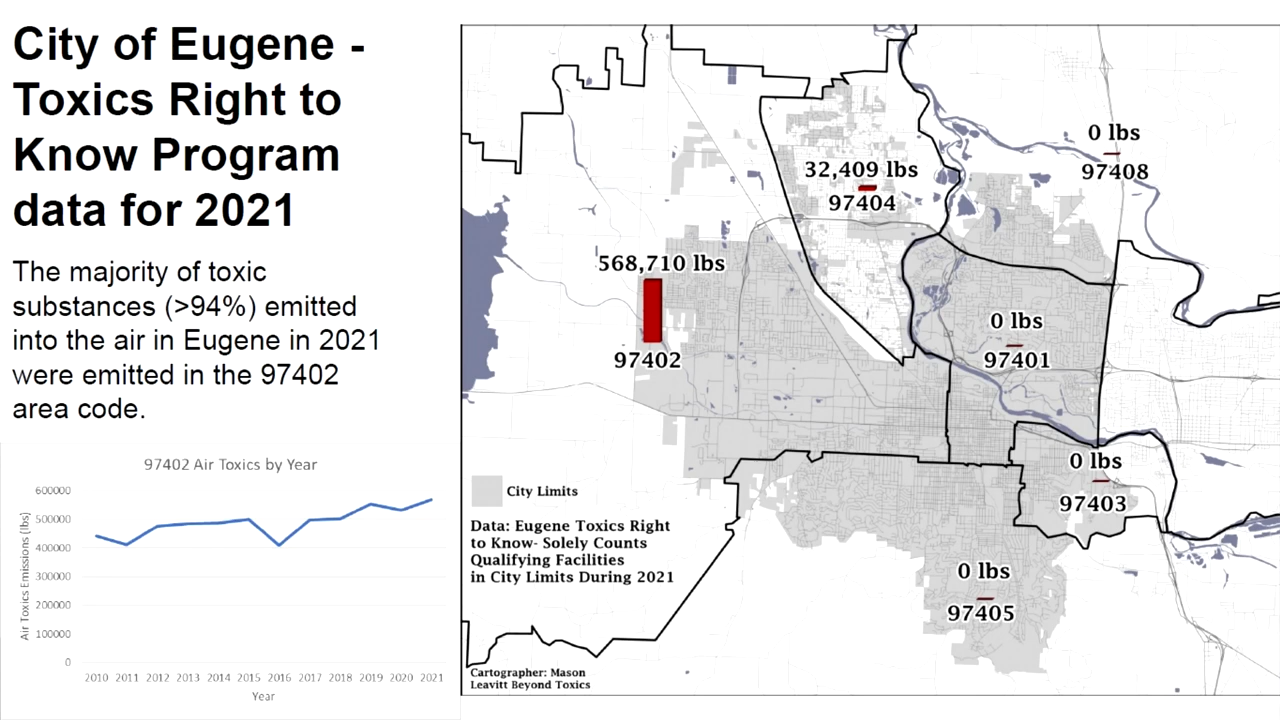 City of Eugene -
Toxics Right to
Know Program
data for 2021
The majority of toxic
substances (>94%) emitted
into the air in Eugene in 2021
were emitted in the 97402
area code.
97402 Air Toxics by Year
Air Toxics Emissions (lbs)
600000
500000
400000
300000
200000
100000
0
2010 2011 2012 2013 2014 2015 2016 2017 2018 2019 2020 2021
Year
0 lbs
97408
32,409 lbs
97404
568,710 lbs
97402
0 lbs
97401
0 lbs
97403
0 lbs
97405
City Limits
Data: Eugene Toxics Right
to Know- Solely Counts
Qualifying Facilities
in City Limits During 2021
Cartographer: Mason
Leavitt Beyond Toxics